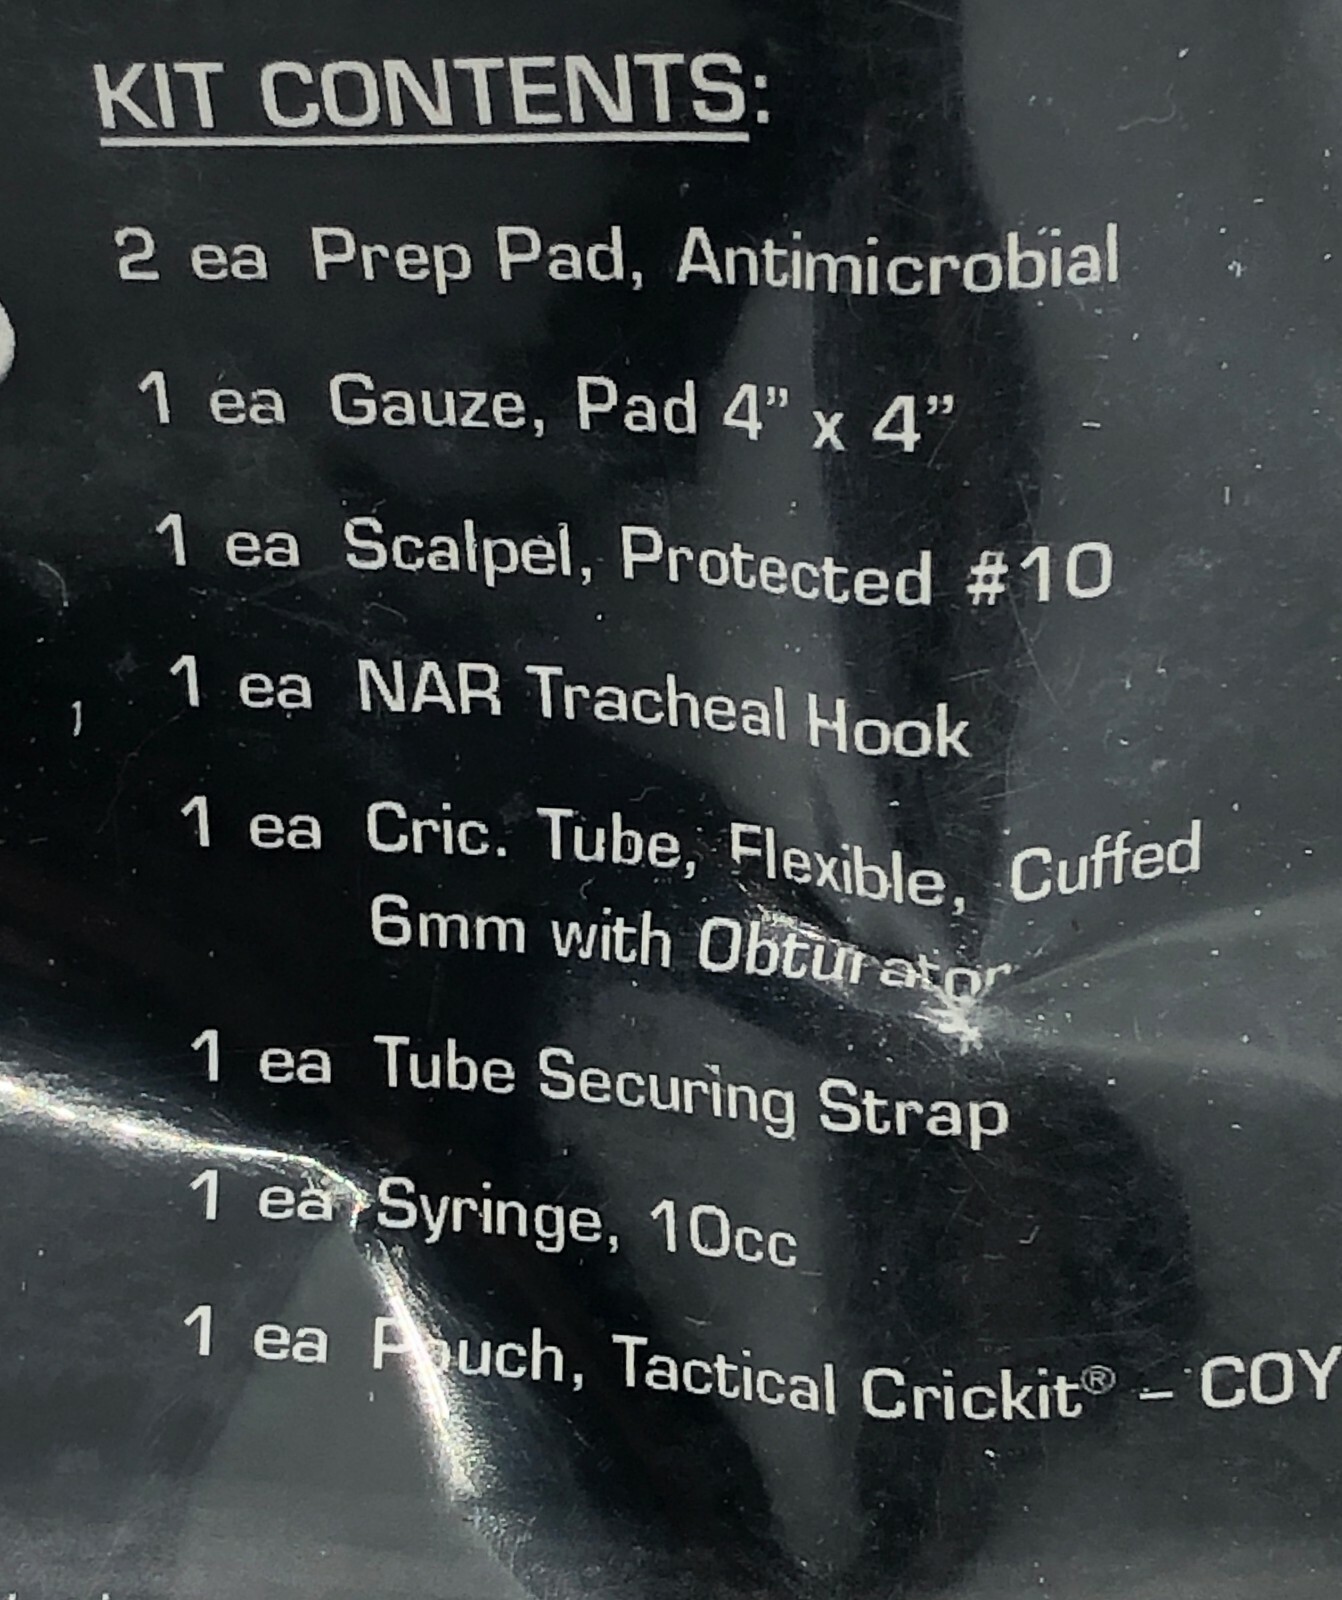 KIT CONTENTS:
2 ea Prep Pad, Antimicrobial
1 ea Gauze, Pad 4” x 4”
1 ea Scalpel, Protected #10
1 ea NAR Tracheal Hook
1 ea Cric. Tube, Flexible, Cuffed
6mm with Obturator
1 ea Tube Securing Strap
1 ea Syringe, 10cc
1 ea Pouch, Tactical Crickit® – COY